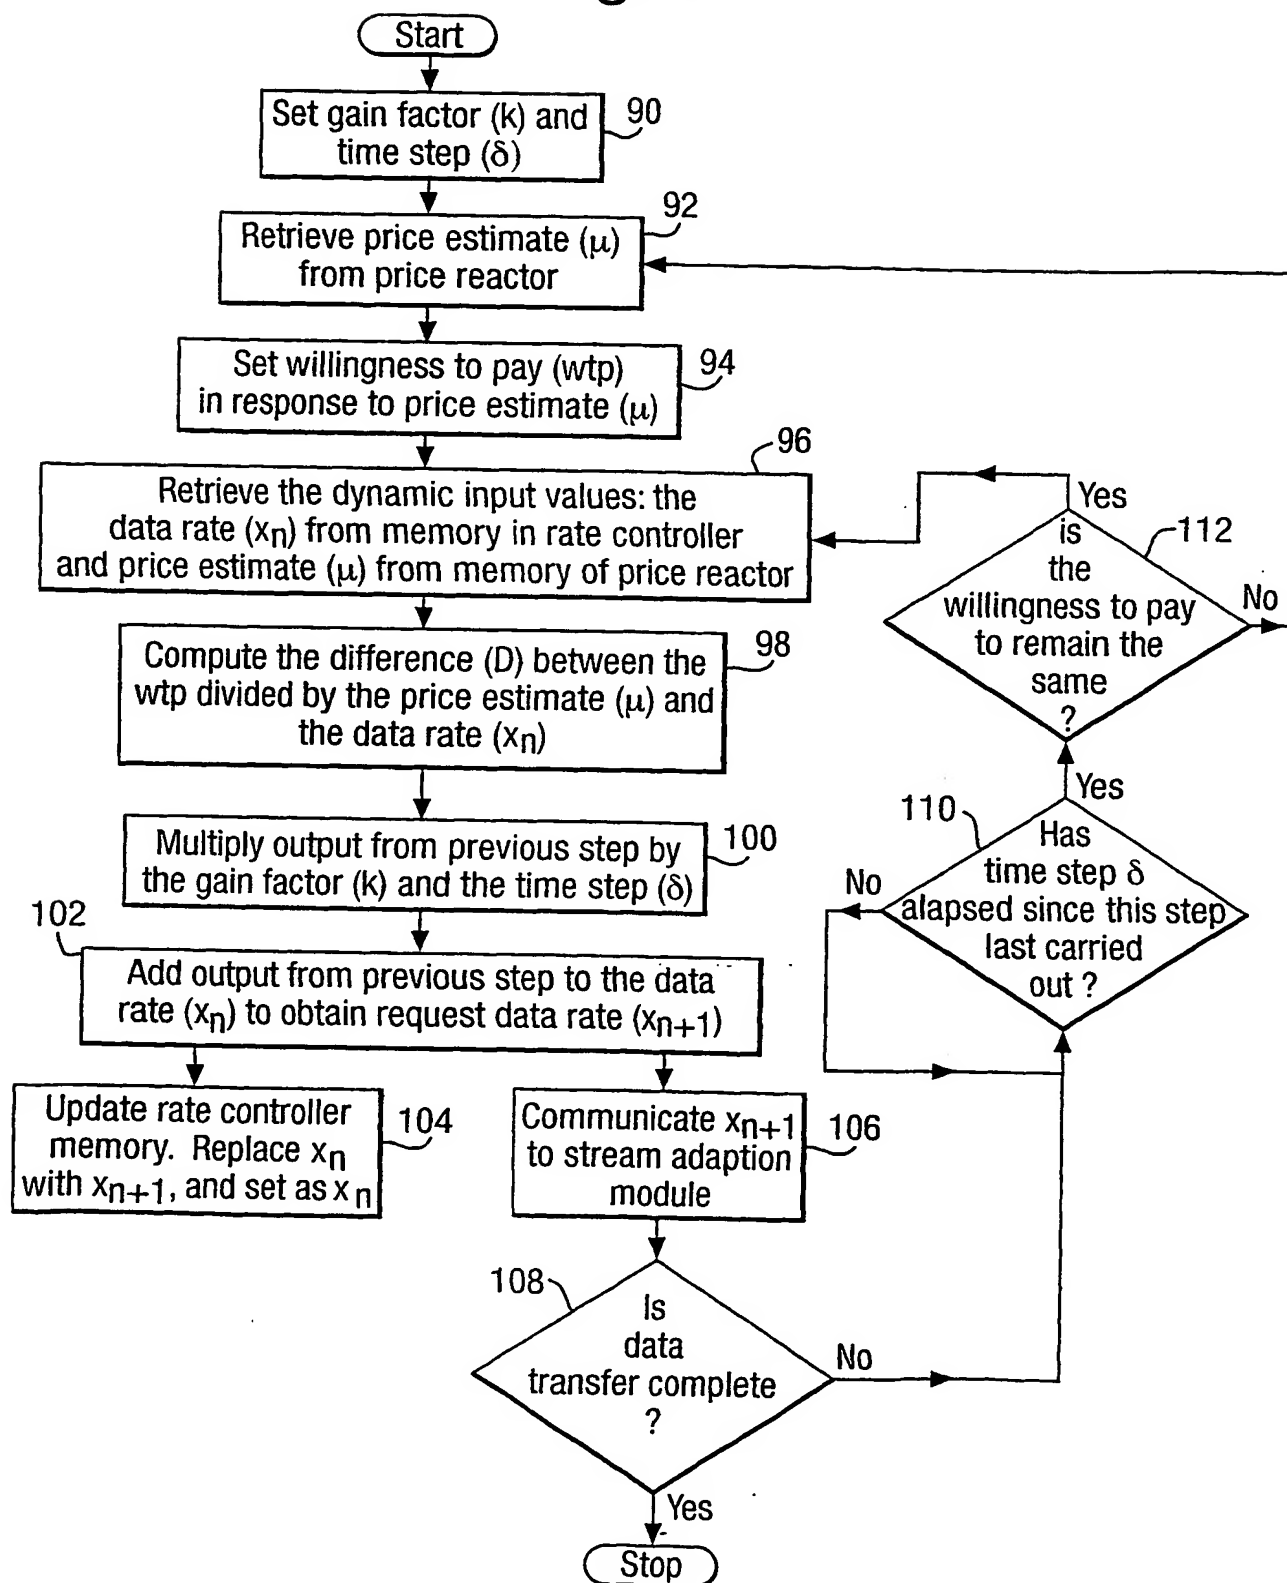 Start
Set gain factor (k) and
time step (δ)
90
Retrieve price estimate (μ)
from price reactor
92
Set willingness to pay (wtp)
in response to price estimate (μ)
94
Retrieve the dynamic input values: the
data rate (xn) from memory in rate controller
and price estimate (μ) from memory of price reactor
96
Compute the difference (D) between the
wtp divided by the price estimate (μ) and
the data rate (xn)
98
Multiply output from previous step by
the gain factor (k) and the time step (δ)
100
102
Add output from previous step to the data
rate (xn) to obtain request data rate (xn+1)
Update rate controller
memory. Replace xn
with xn+1, and set as xn
104
Communicate xn+1
to stream adaption
module
106
108
Is
data
transfer complete
?
No
Yes
Stop
110
Has
time step δ
alapsed since this step
last carried
out ?
No
Yes
is
the
willingness to pay
to remain the
same
?
112
Yes
No